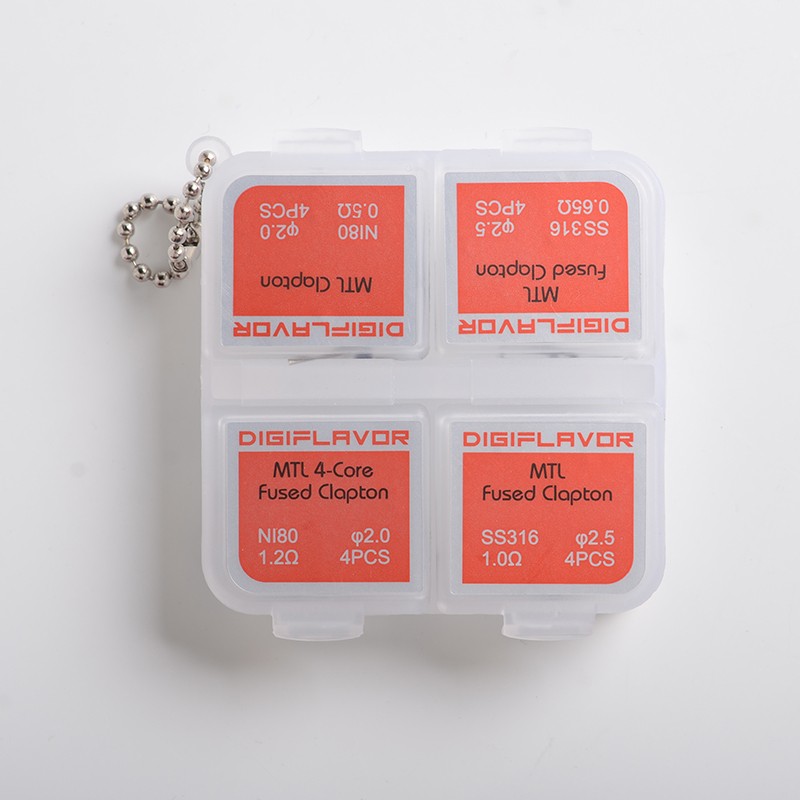 DIGIFLAVOR
MTL Clapton
NI80 φ2.0
0.5Ω 4PCS
DIGIFLAVOR
MTL
Fused Clapton
SS316 φ2.5
0.65Ω 4PCS
DIGIFLAVOR
MTL 4-Core
Fused Clapton
NI80 φ2.0
1.2Ω 4PCS
DIGIFLAVOR
MTL
Fused Clapton
SS316 φ2.5
1.0Ω 4PCS